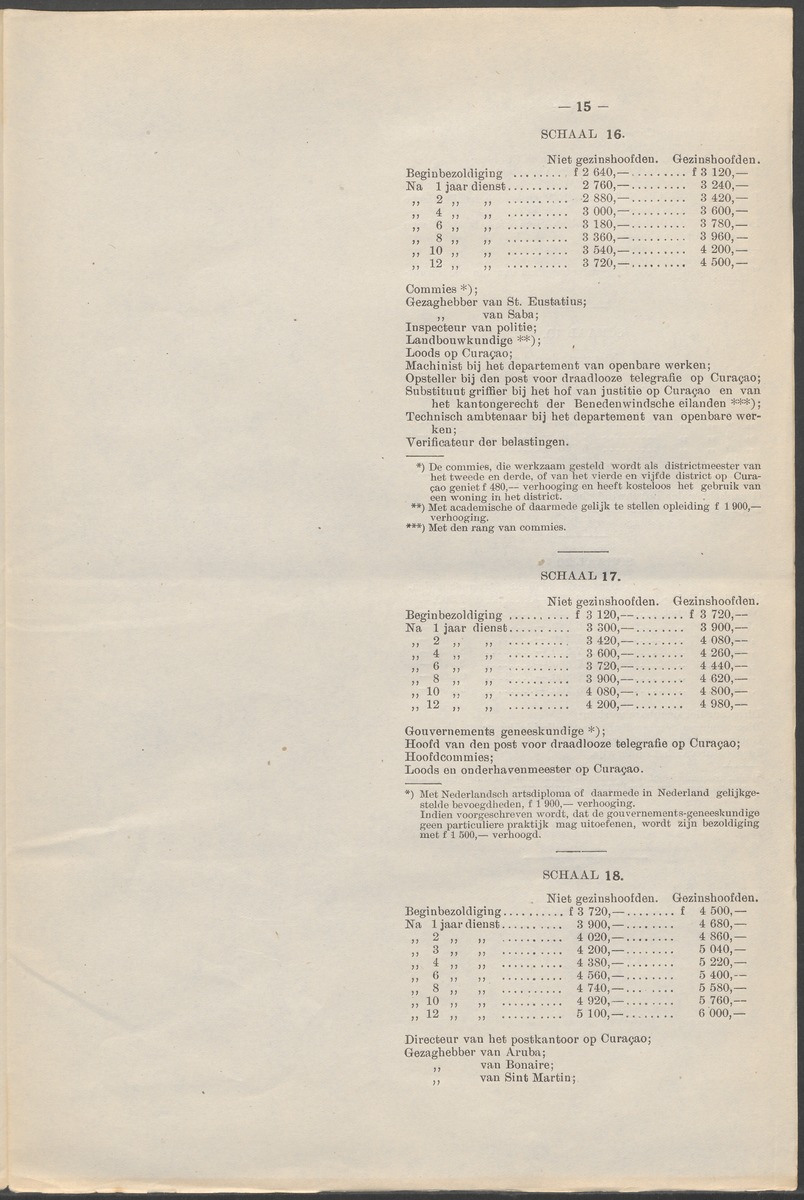 — 15 —
SCHAAL 16.
Niet gezinshoofden. Gezinshoofden.
Beginbezoldiging ......... f 2 640,—......... f 3 120,—
Na 1 jaar dienst.......... 2 760,—......... 3 240,—
,, 2 ,, ,, .......... 2 880,—......... 3 420,—
,, 4 ,, ,, .......... 3 000,—......... 3 600,—
,, 6 ,, ,, .......... 3 180,—......... 3 780,—
,, 8 ,, ,, .......... 3 360,—......... 3 960,—
,, 10 ,, ,, .......... 3 540,—......... 4 200,—
,, 12 ,, ,, .......... 3 720,—......... 4 500,—
Commies *);
Gezaghebber van St. Eustatius;
,, van Saba;
Inspecteur van politie;
Landbouwkundige **);
Loods op Curaçao;
Machinist bij het departement van openbare werken;
Opsteller bij den post voor draadlooze telegrafie op Curaçao;
Substituut griffier bij het hof van justitie op Curaçao en van
het kantongerecht der Benedenwindsche eilanden ***);
Technisch ambtenaar bij het departement van openbare wer-
ken;
Verificateur der belastingen.
*) De commies, die werkzaam gesteld wordt als districtmeester van
het tweede en derde, of van het vierde en vijfde district op Cura-
çao geniet f 480,— verhooging en heeft kosteloos het gebruik van
een woning in het district.
**) Met academische of daarmede gelijk te stellen opleiding f 1 900,—
verhooging.
***) Met den rang van commies.
SCHAAL 17.
Niet gezinshoofden. Gezinshoofden.
Beginbezoldiging .......... f 3 120,—........ f 3 720,—
Na 1 jaar dienst.......... 3 300,—........ 3 900,—
,, 2 ,, ,, .......... 3 420,—........ 4 080,—
,, 4 ,, ,, .......... 3 600,—........ 4 260,—
,, 6 ,, ,, .......... 3 720,—........ 4 440,—
,, 8 ,, ,, .......... 3 900,—........ 4 620,—
,, 10 ,, ,, .......... 4 080,—. ...... 4 800,—
,, 12 ,, ,, .......... 4 200,—........ 4 980,—
Gouvernements geneeskundige *);
Hoofd van den post voor draadlooze telegrafie op Curaçao;
Hoofdcommies;
Loods en onderhavenmeester op Curaçao.
*) Met Nederlandsch artsdiploma of daarmede in Nederland gelijkge-
stelde bevoegdheden, f 1 900,— verhooging.
Indien voorgeschreven wordt, dat de gouvernements-geneeskundige
geen particuliere praktijk mag uitoefenen, wordt zijn bezoldiging
met f 1 500,— verhoogd.
SCHAAL 18.
Niet gezinshoofden. Gezinshoofden.
Beginbezoldiging.......... f 3 720,—........ f 4 500,—
Na 1 jaar dienst.......... 3 900,—........ 4 680,—
,, 2 ,, ,, .......... 4 020,—........ 4 860,—
,, 3 ,, ,, .......... 4 200,—........ 5 040,—
,, 4 ,, ,, .......... 4 380,—........ 5 220,—
,, 6 ,, ,, .......... 4 560,—........ 5 400,—
,, 8 ,, ,, .......... 4 740,—... .... 5 580,—
,, 10 ,, ,, .......... 4 920,—........ 5 760,—
,, 12 ,, ,, .......... 5 100,—........ 6 000,—
Directeur van het postkantoor op Curaçao;
Gezaghebber van Aruba;
,, van Bonaire;
,, van Sint Martin;